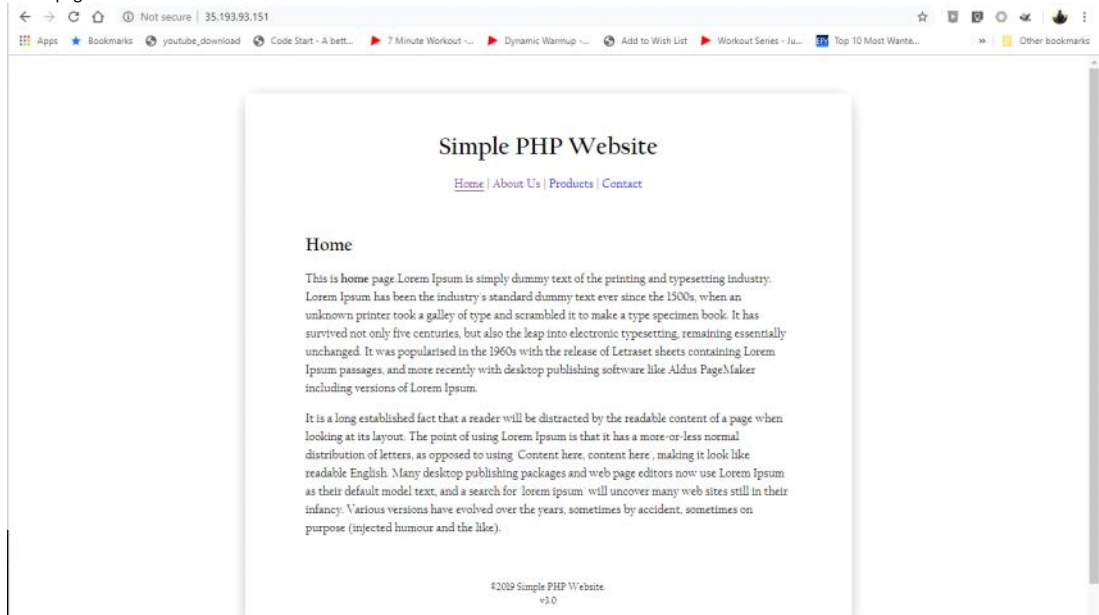 Not secure | 35.193.93.151
Apps Bookmarks youtube_download Code Start - A bett... 7 Minute Workout -... Dynamic Warmup -... Add to Wish List Workout Series - Ju... Top 10 Most Wante... » Other bookmarks
Simple PHP Website
Home | About Us | Products | Contact
Home
This is home page.Lorem Ipsum is simply dummy text of the printing and typesetting industry.
Lorem Ipsum has been the industry's standard dummy text ever since the 1500s, when an
unknown printer took a galley of type and scrambled it to make a type specimen book. It has
survived not only five centuries, but also the leap into electronic typesetting, remaining essentially
unchanged. It was popularised in the 1960s with the release of Letraset sheets containing Lorem
Ipsum passages, and more recently with desktop publishing software like Aldus PageMaker
including versions of Lorem Ipsum.
It is a long established fact that a reader will be distracted by the readable content of a page when
looking at its layout. The point of using Lorem Ipsum is that it has a more-or-less normal
distribution of letters, as opposed to using 'Content here, content here', making it look like
readable English. Many desktop publishing packages and web page editors now use Lorem Ipsum
as their default model text, and a search for 'lorem ipsum' will uncover many web sites still in their
infancy. Various versions have evolved over the years, sometimes by accident, sometimes on
purpose (injected humour and the like).
©2019 Simple PHP Website.
v3.0